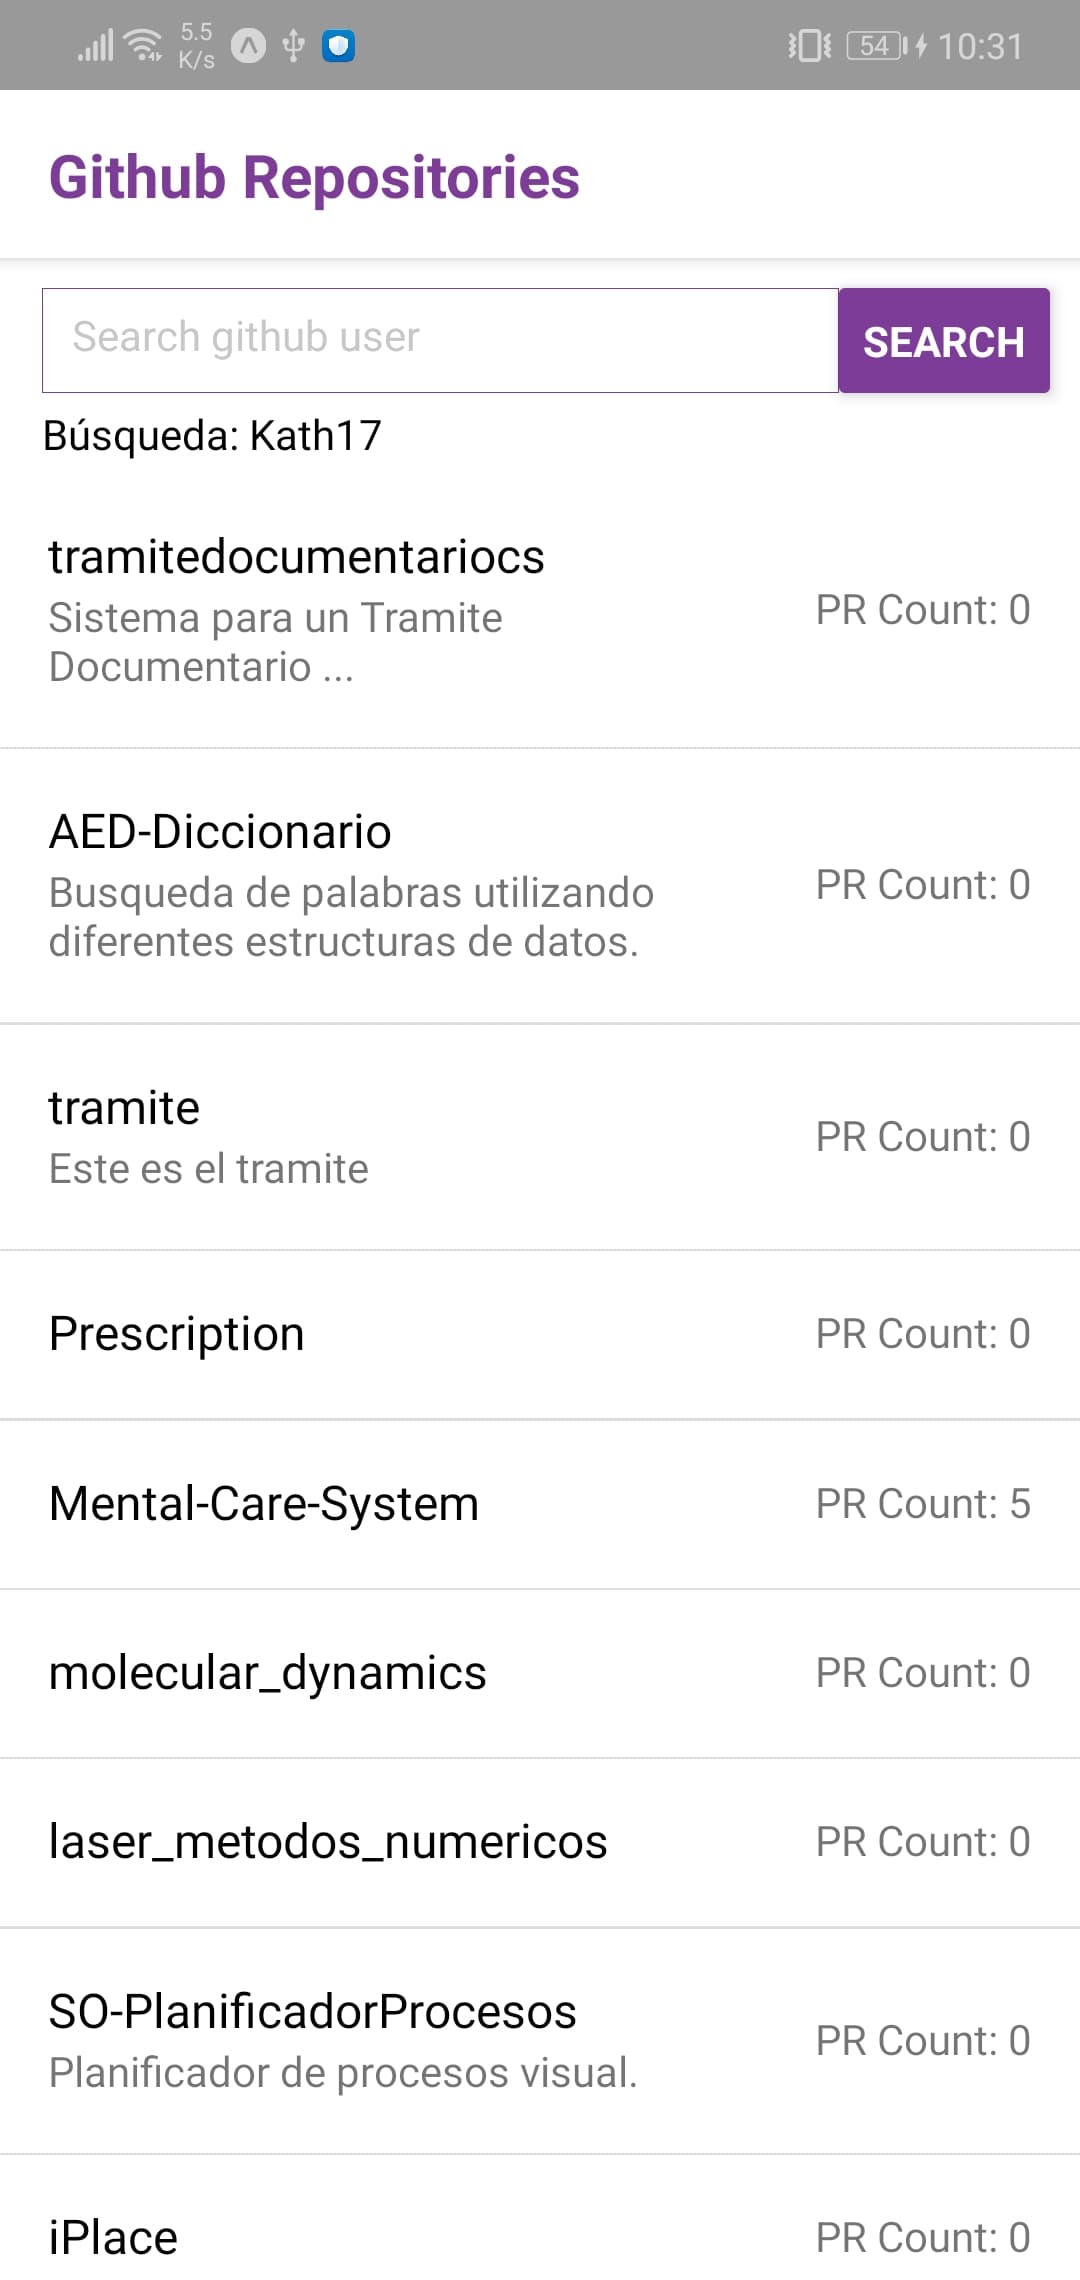 5.5
K/s
54 10:31
Github Repositories
Search github user
SEARCH
Búsqueda: Kath17
tramitedocumentariocs
Sistema para un Tramite
Documentario ...
PR Count: 0
AED-Diccionario
Busqueda de palabras utilizando
diferentes estructuras de datos.
PR Count: 0
tramite
Este es el tramite
PR Count: 0
Prescription
PR Count: 0
Mental-Care-System
PR Count: 5
molecular_dynamics
PR Count: 0
laser_metodos_numericos
PR Count: 0
SO-PlanificadorProcesos
Planificador de procesos visual.
PR Count: 0
iPlace
PR Count: 0